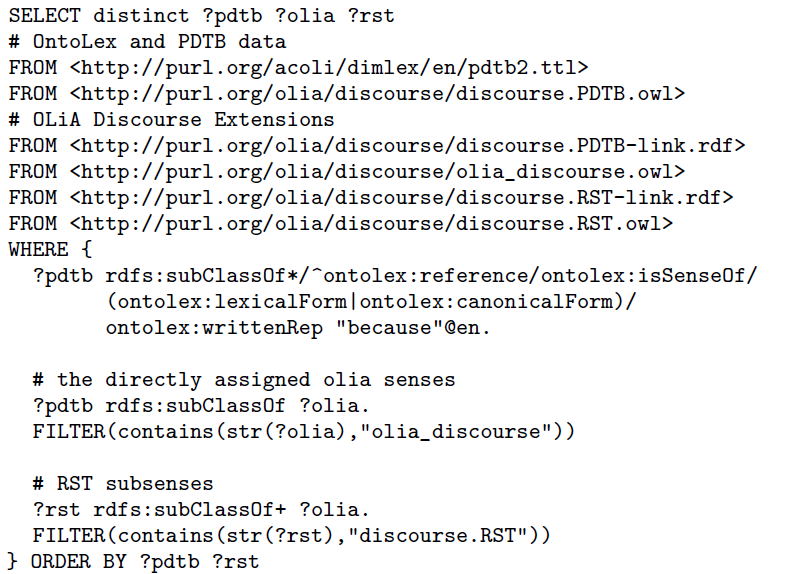 SELECT distinct ?pdtb ?olia ?rst
# OntoLex and PDTB data
FROM <http://purl.org/acoli/dimlex/en/pdtb2.ttl>
FROM <http://purl.org/olia/discourse/discourse.PDTB.owl>
# OLiA Discourse Extensions
FROM <http://purl.org/olia/discourse/discourse.PDTB-link.rdf>
FROM <http://purl.org/olia/discourse/olia_discourse.owl>
FROM <http://purl.org/olia/discourse/discourse.RST-link.rdf>
FROM <http://purl.org/olia/discourse/discourse.RST.owl>
WHERE {
  ?pdtb rdfs:subClassOf*/^ontolex:reference/ontolex:isSenseOf/
        (ontolex:lexicalForm|ontolex:canonicalForm)/
        ontolex:writtenRep "because"@en.

  # the directly assigned olia senses
  ?pdtb rdfs:subClassOf ?olia.
  FILTER(contains(str(?olia),"olia_discourse"))

  # RST subsenses
  ?rst rdfs:subClassOf+ ?olia.
  FILTER(contains(str(?rst),"discourse.RST"))
} ORDER BY ?pdtb ?rst